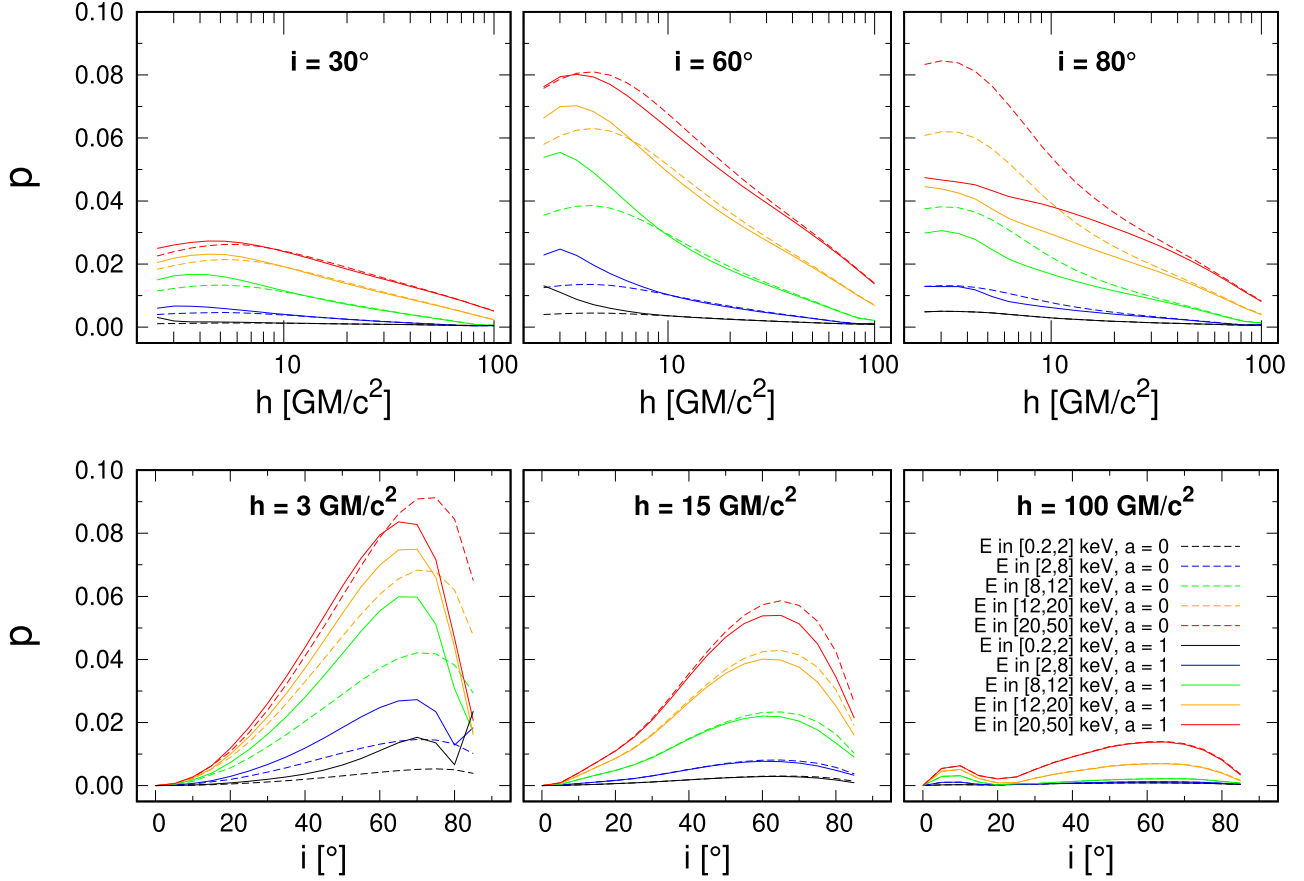 0.10
0.08
0.06
0.04
0.02
0.00
p
i = 30°
i = 60°
i = 80°
10 100 10 100 10 100
h [GM/c²] h [GM/c²] h [GM/c²]
0.10
0.08
0.06
0.04
0.02
0.00
p
h = 3 GM/c²
h = 15 GM/c²
h = 100 GM/c²
E in [0.2,2] keV, a = 0
E in [2,8] keV, a = 0
E in [8,12] keV, a = 0
E in [12,20] keV, a = 0
E in [20,50] keV, a = 0
E in [0.2,2] keV, a = 1
E in [2,8] keV, a = 1
E in [8,12] keV, a = 1
E in [12,20] keV, a = 1
E in [20,50] keV, a = 1
0 20 40 60 80 0 20 40 60 80 0 20 40 60 80
i [°] i [°] i [°]